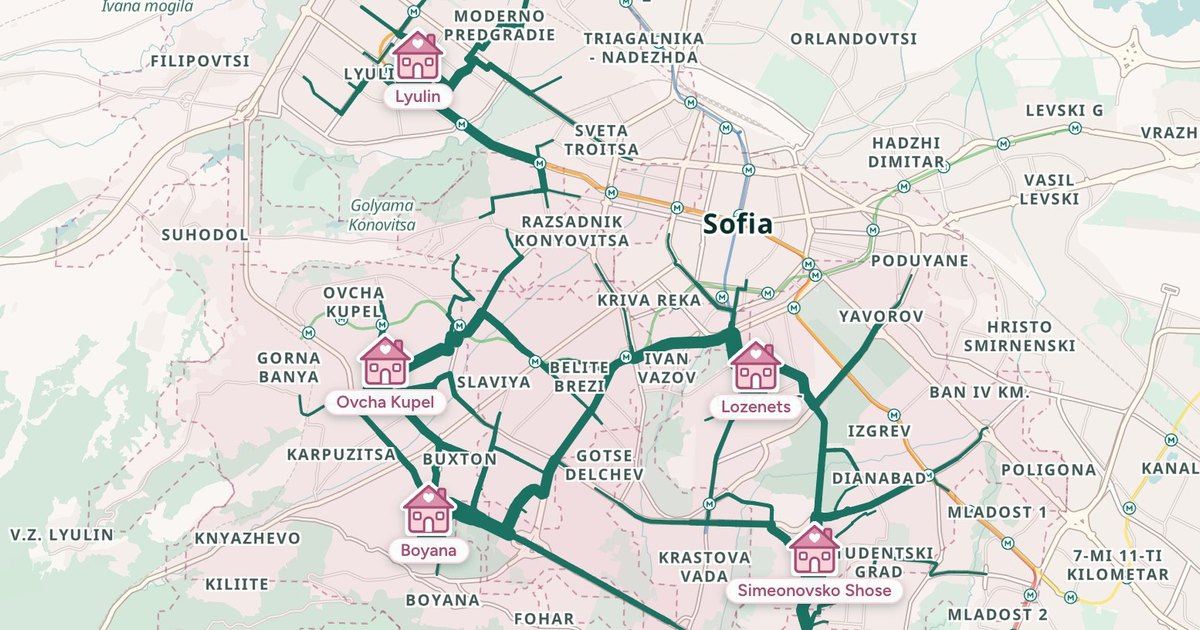 Ivana mogila
MODERNO
PREDGRADIE
TRIAGALNIKA
- NADEZHDA
ORLANDOVTSI
FILIPOVTSI
Lyulin
LEVSKI G
SVETA
TROITSA
HADZHI
DIMITAR
VASIL
LEVSKI
Golyama
Konovitsa
RAZSADNIK
KONYOVITSA
Sofia
SUHODOL
PODUYANE
OVCHA
KUPEL
KRIVA REKA
YAVOROV
HRISTO
SMIRNENSKI
GORNA
BANYA
SLAVIYA
BELITE
BREZI
IVAN
VAZOV
Ovcha Kupel
Lozenets
BAN IV KM.
IZGREV
KARPUZITSA
BUXTON
GOTSE
DELCHEV
DIANABAD
POLIGONA
MLADOST 1
V.Z. LYULIN
KNYAZHEVO
Boyana
KRASTOVA
VADA
GRAD
7-MI 11-TI
KILOMETAR
KILIITE
BOYANA
Simeonovsko Shose
FOHAR
MLADOST 2
M